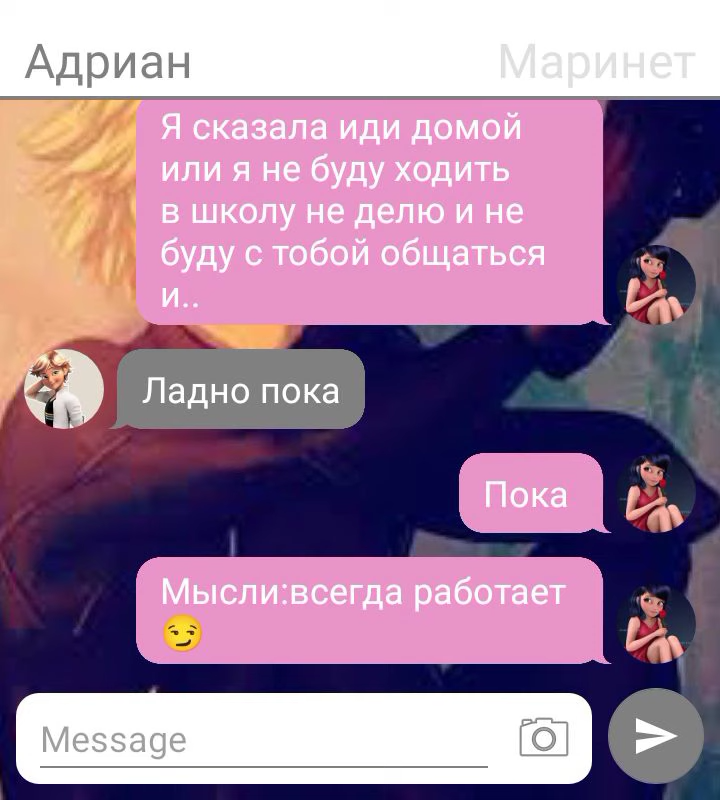 Адриан
Маринет
Я сказала иди домой
или я не буду ходить
в школу не делю и не
буду с тобой общаться
и..
Ладно пока
Пока
Мысли:всегда работает
😏
Message